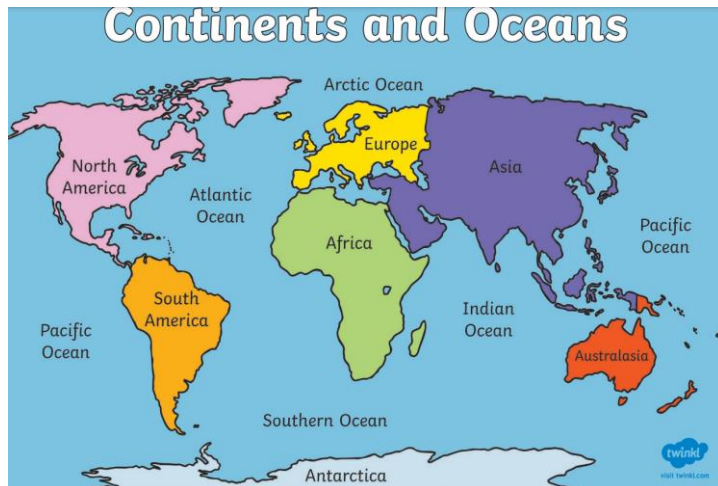 Continents and Oceans
Arctic Ocean
North
America
Europe
Asia
Atlantic
Ocean
Pacific
Ocean
Africa
South
America
Indian
Ocean
Pacific
Ocean
Australasia
Southern Ocean
Antarctica
twinkl
visit twinkl.com